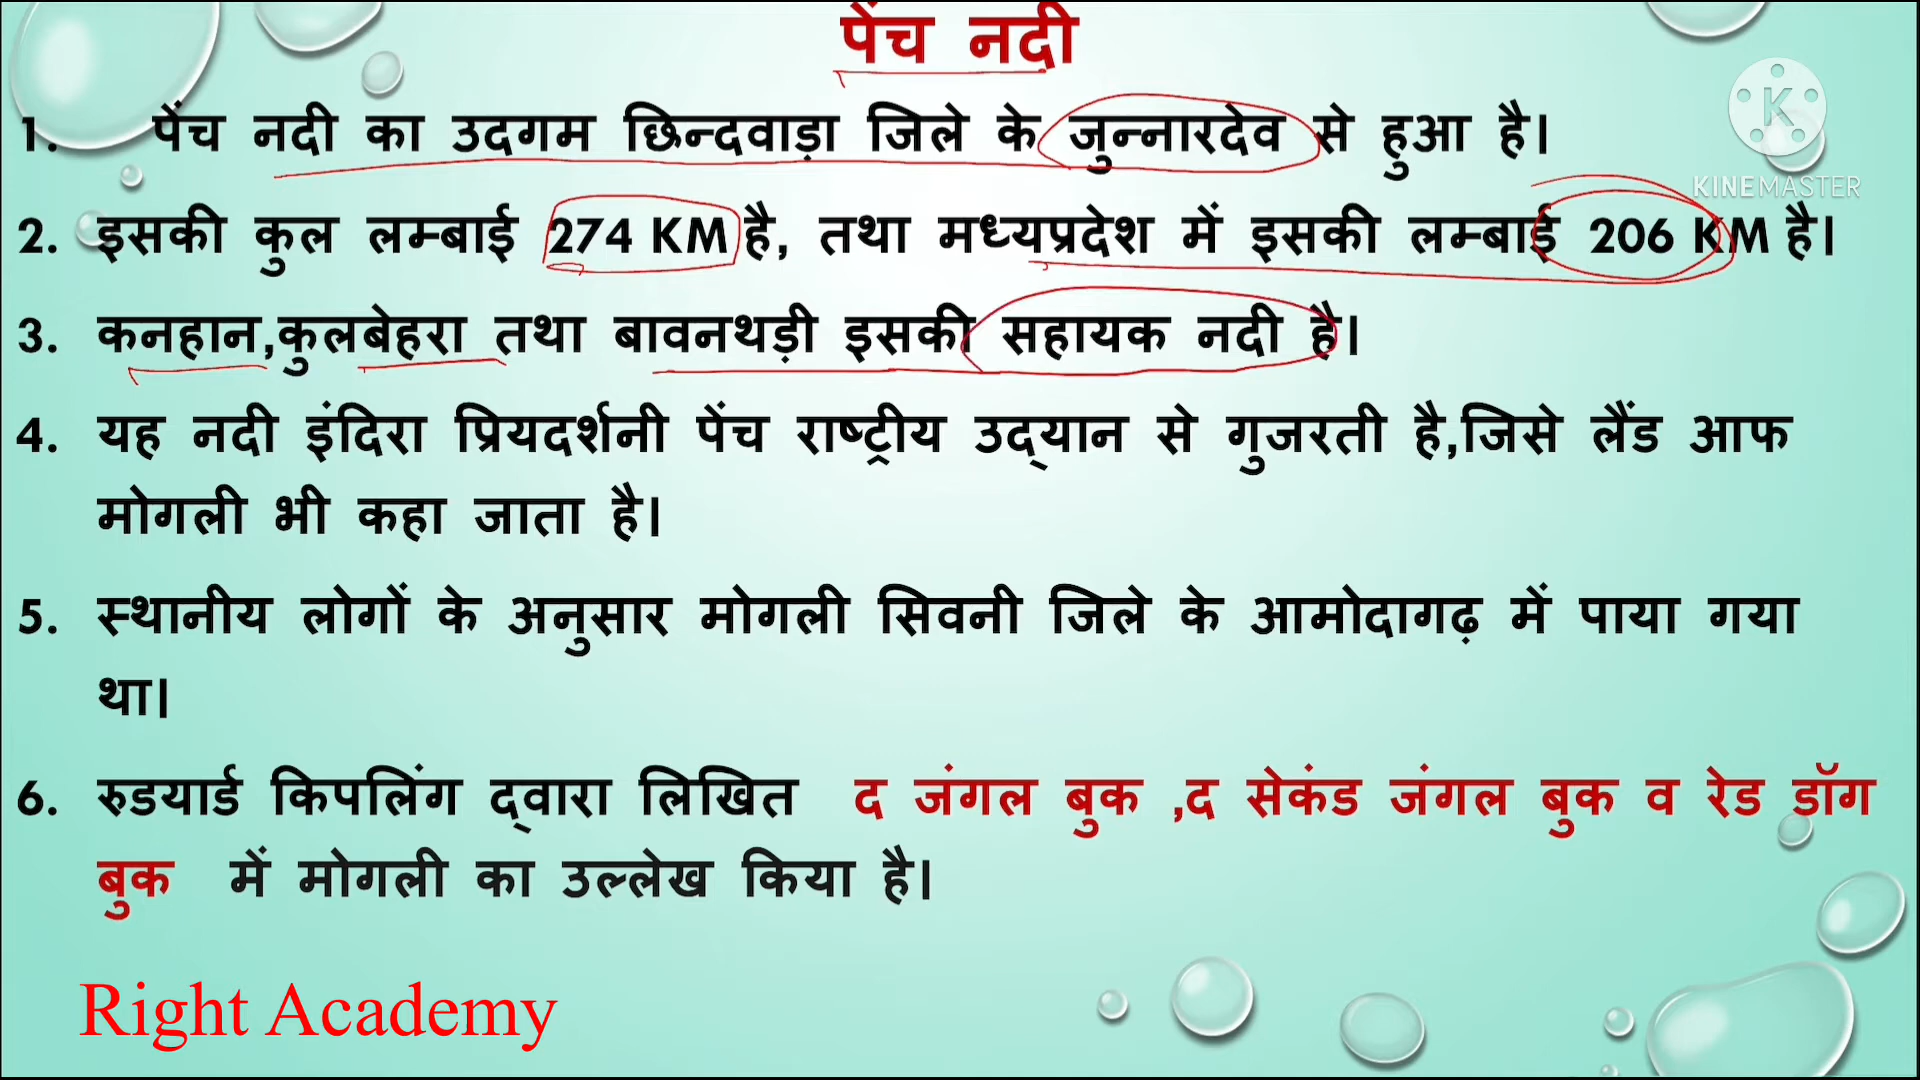 पेंच नदी
1. पेंच नदी का उदगम छिन्दवाड़ा जिले के जुन्नारदेव से हुआ है।
KINEMASTER
2. इसकी कुल लम्बाई 274 KM है, तथा मध्यप्रदेश में इसकी लम्बाई 206 KM है।
3. कनहान,कुलबेहरा तथा बावनथड़ी इसकी सहायक नदी है।
4. यह नदी इंदिरा प्रियदर्शनी पेंच राष्ट्रीय उद्यान से गुजरती है,जिसे लैंड आफ
मोगली भी कहा जाता है।
5. स्थानीय लोगों के अनुसार मोगली सिवनी जिले के आमोदागढ़ में पाया गया
था।
6. रुडयार्ड किपलिंग द्वारा लिखित द जंगल बुक ,द सेकंड जंगल बुक व रेड डॉग
बुक में मोगली का उल्लेख किया है।
Right Academy